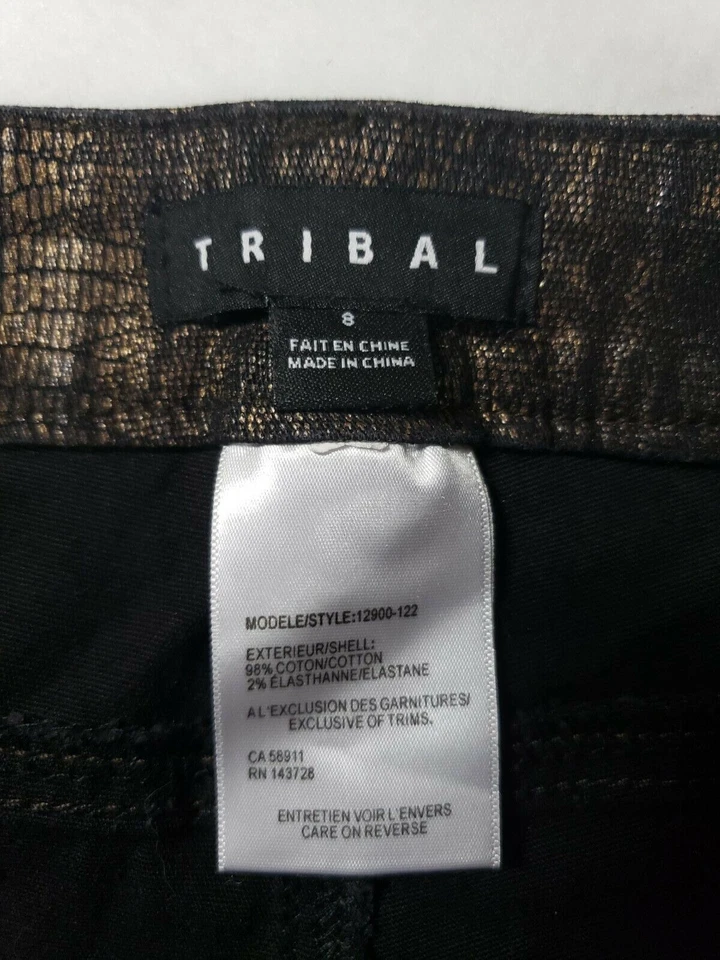 TRIBAL
8
FAIT EN CHINE
MADE IN CHINA
MODELE/STYLE:12900-122
EXTERIEUR/SHELL:
98% COTON/COTTON
2% ÉLASTHANNE/ELASTANE
A L'EXCLUSION DES GARNITURES/
EXCLUSIVE OF TRIMS.
CA 58911
RN 143728
ENTRETIEN VOIR L'ENVERS
CARE ON REVERSE